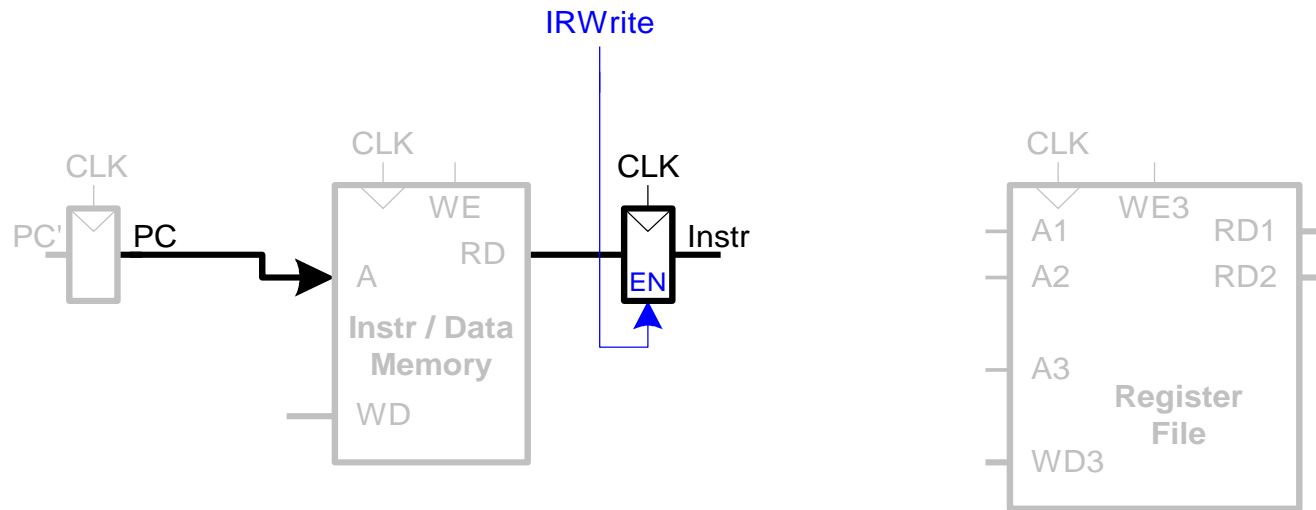 IRWrite
CLK
CLK
CLK
CLK
PC'
PC
WE
RD
A
Instr / Data
Memory
WD
EN
Instr
WE3
A1
RD1
A2
RD2
A3
Register
File
WD3